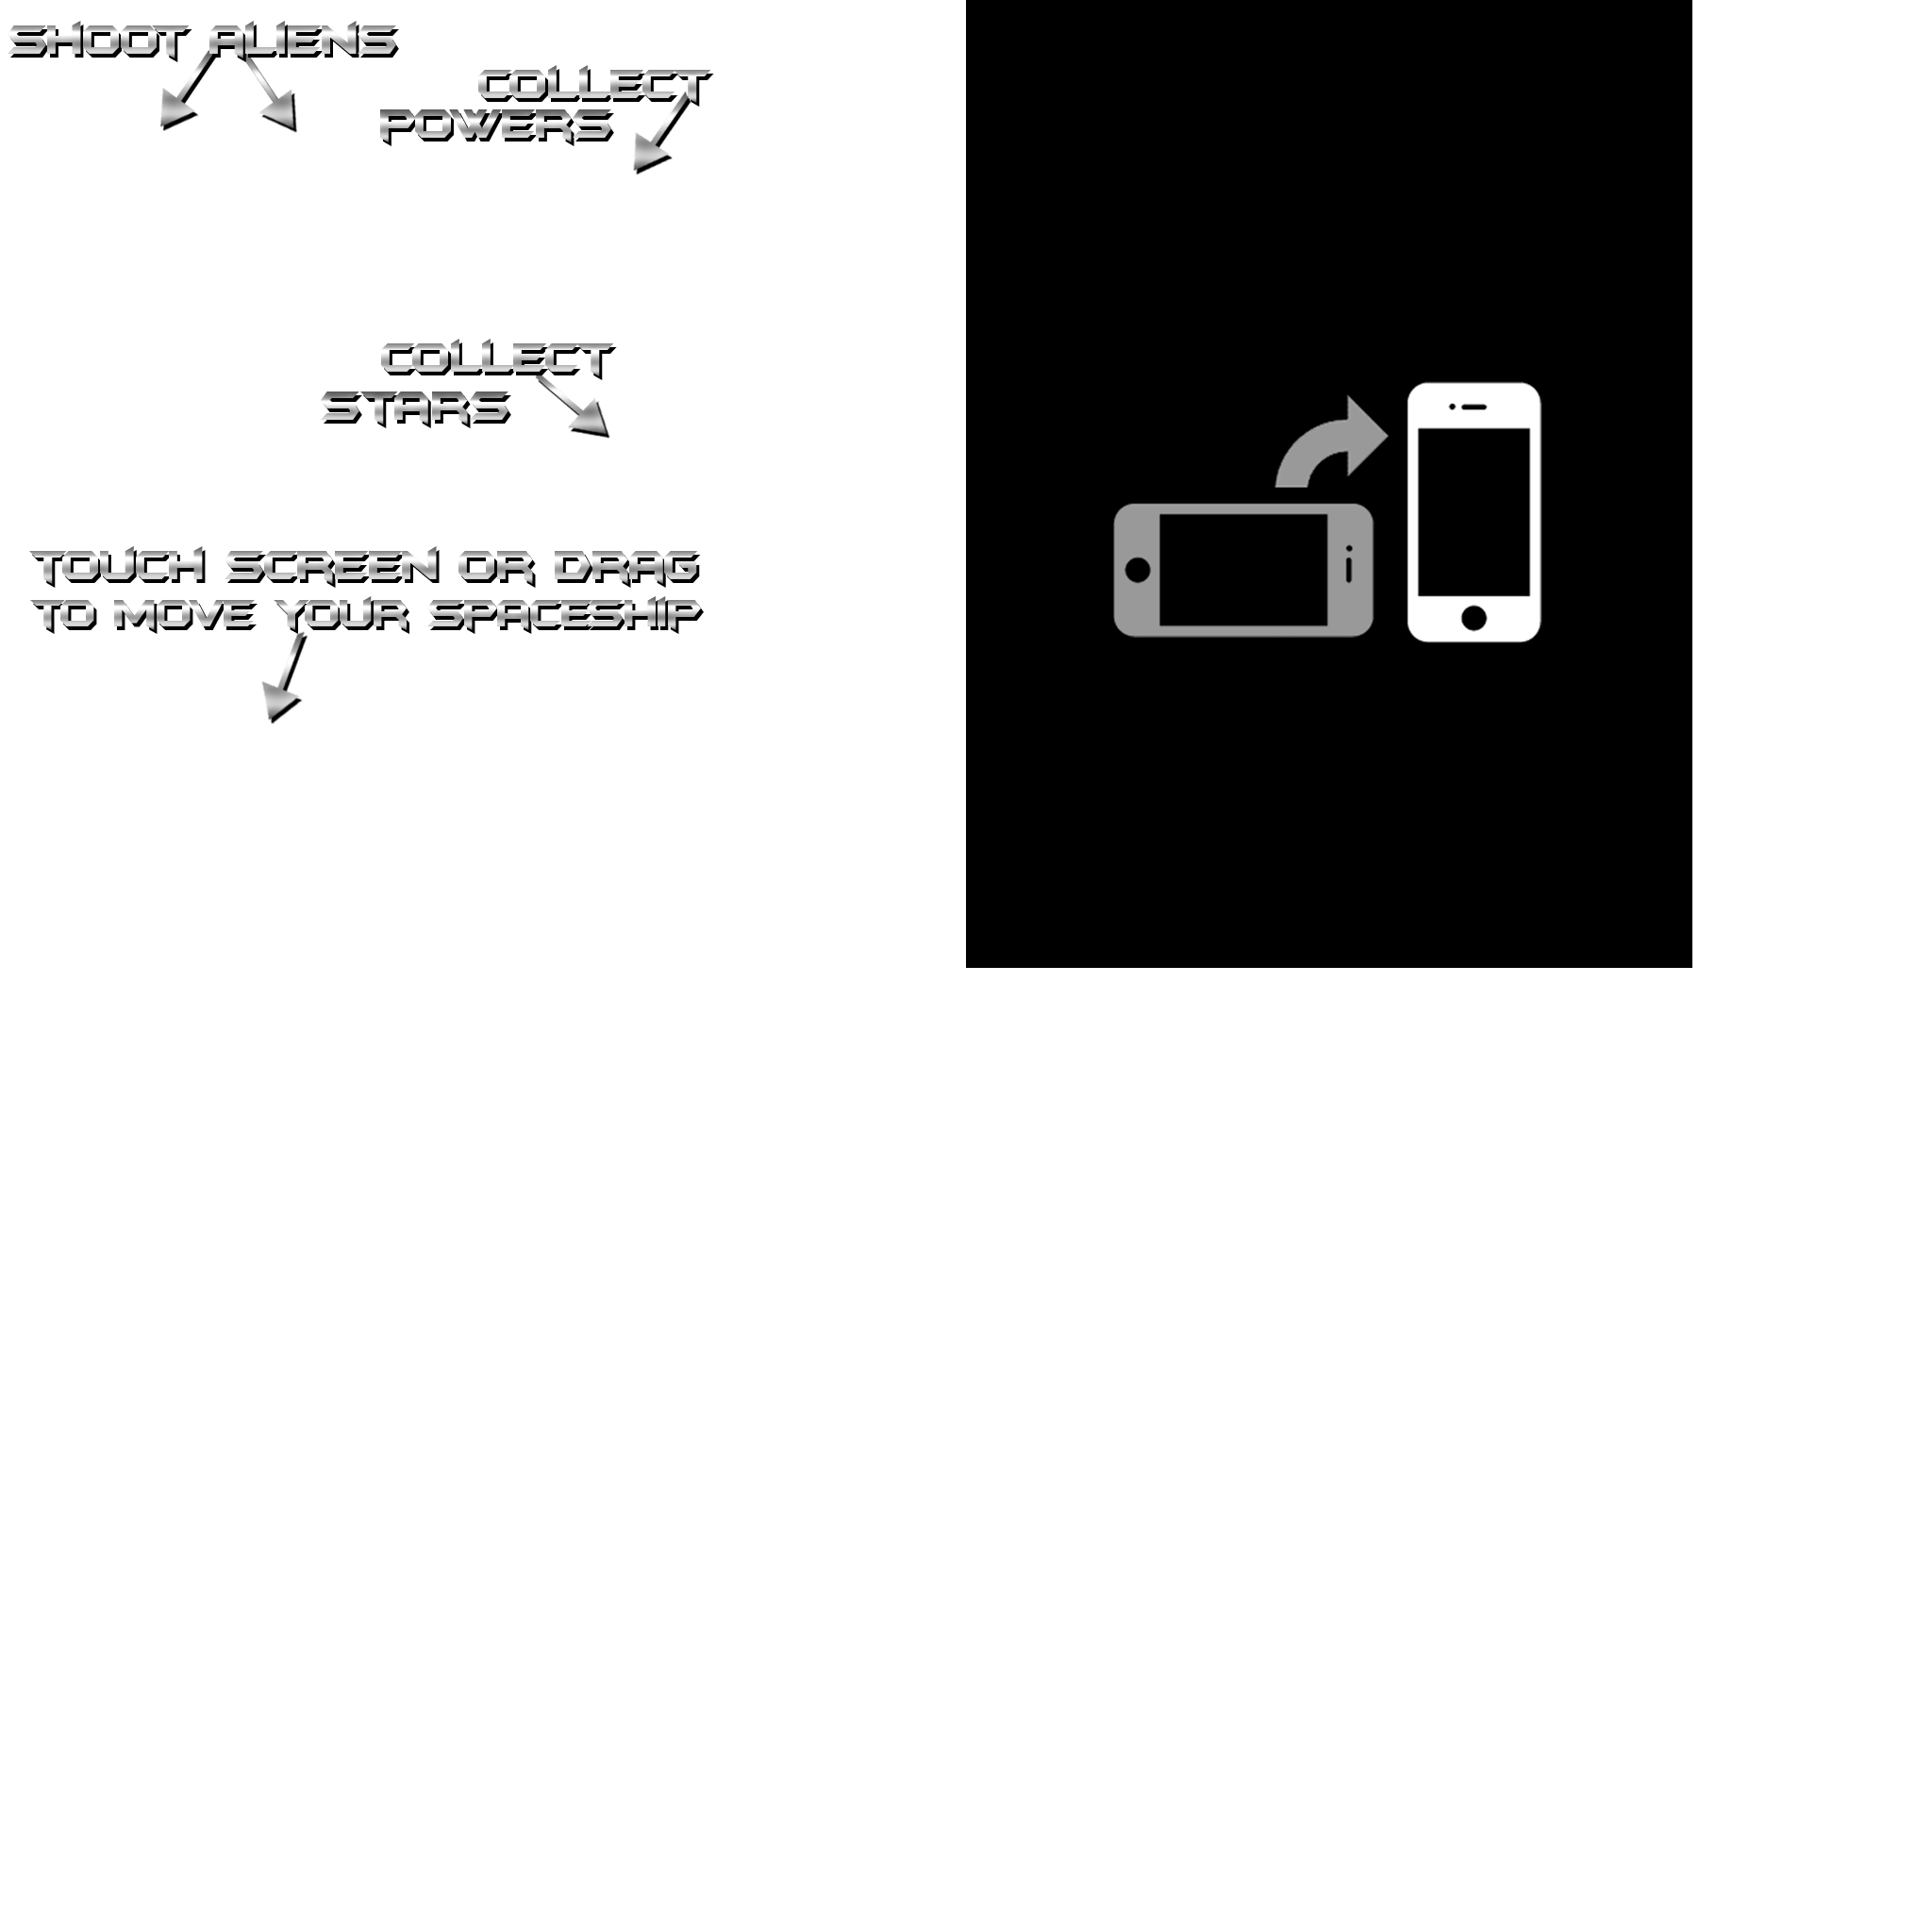 SHOOT ALIENS
COLLECT
POWERS
COLLECT
STARS
TOUCH SCREEN OR DRAG
TO MOVE YOUR SPACESHIP